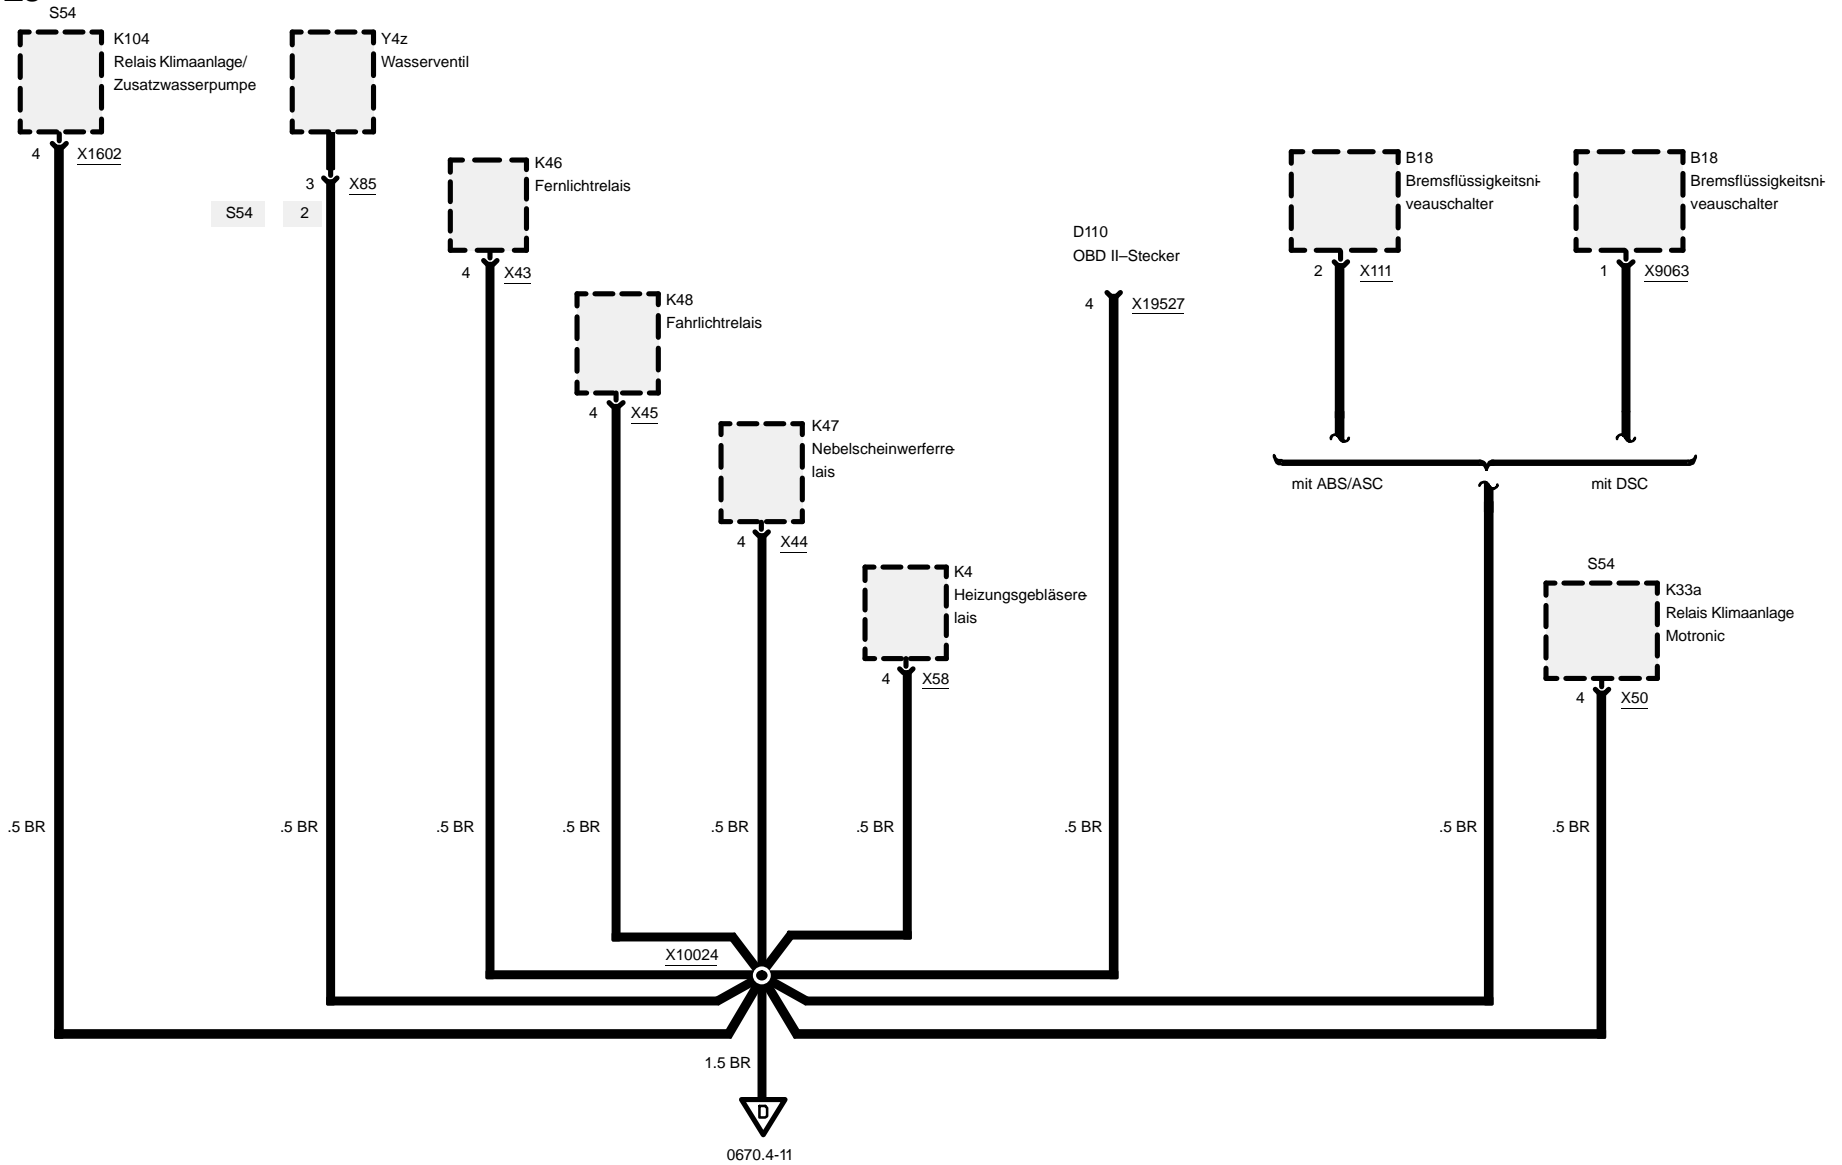 S54
K104
Relais Klimaanlage/
Zusatzwasserpumpe
4 X1602
Y4z
Wasserventil
3 X85
S54 2
K46
Fernlichtrelais
4 X43
K48
Fahrlichtrelais
4 X45
K47
Nebelscheinwerferre-
lais
4 X44
K4
Heizungsgebläsere-
lais
4 X58
D110
OBD II–Stecker
4 X19527
B18
Bremsflüssigkeitsni-
veauschalter
2 X111
B18
Bremsflüssigkeitsni-
veauschalter
1 X9063
mit ABS/ASC
mit DSC
S54
K33a
Relais Klimaanlage
Motronic
4 X50
.5 BR .5 BR .5 BR .5 BR .5 BR .5 BR .5 BR .5 BR .5 BR
X10024
1.5 BR
D
0670.4-11